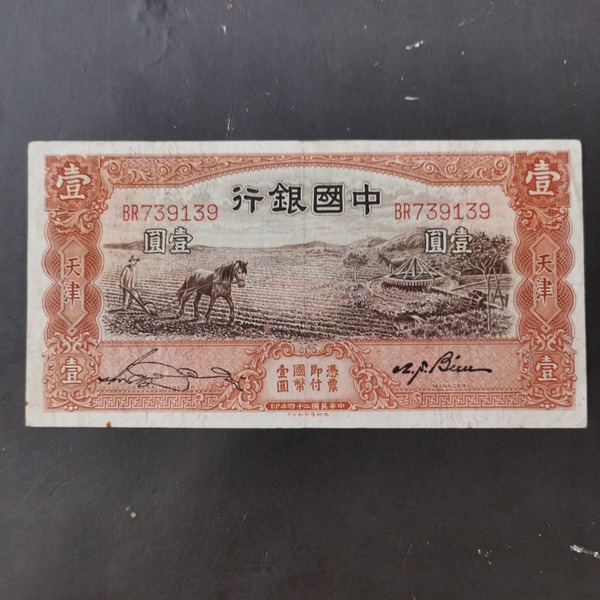 中國銀行
BR739139
BR739139
壹
壹
壹圓
壹圓
天津
天津
憑票
即付
國幣
壹圓
MANAGER
壹
壹
中華民國二十四年印